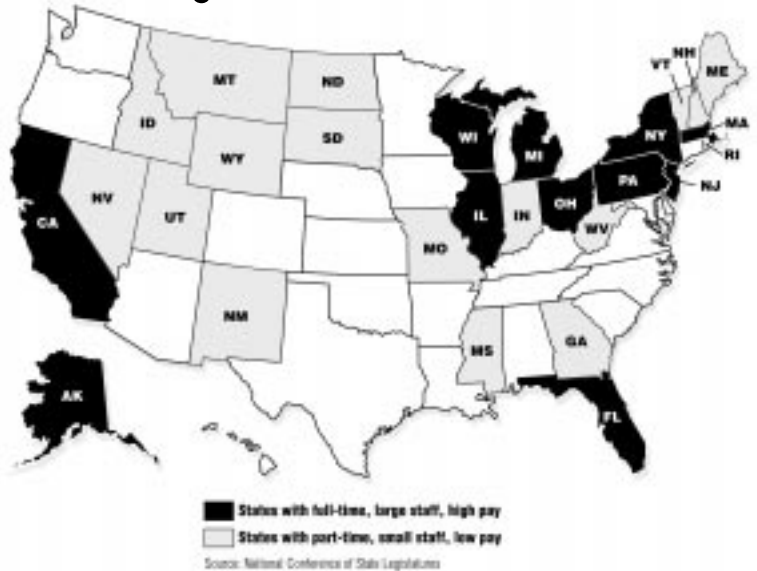 VT
NH
ME
MT
ND
ID
WI
NY
MA
SD
MI
RI
WY
PA
NJ
NV
IL
IN
OH
CA
UT
WV
MO
NM
MS
GA
AK
FL
States with full-time, large staff, high pay
States with part-time, small staff, low pay
Source: National Conference of State Legislatures